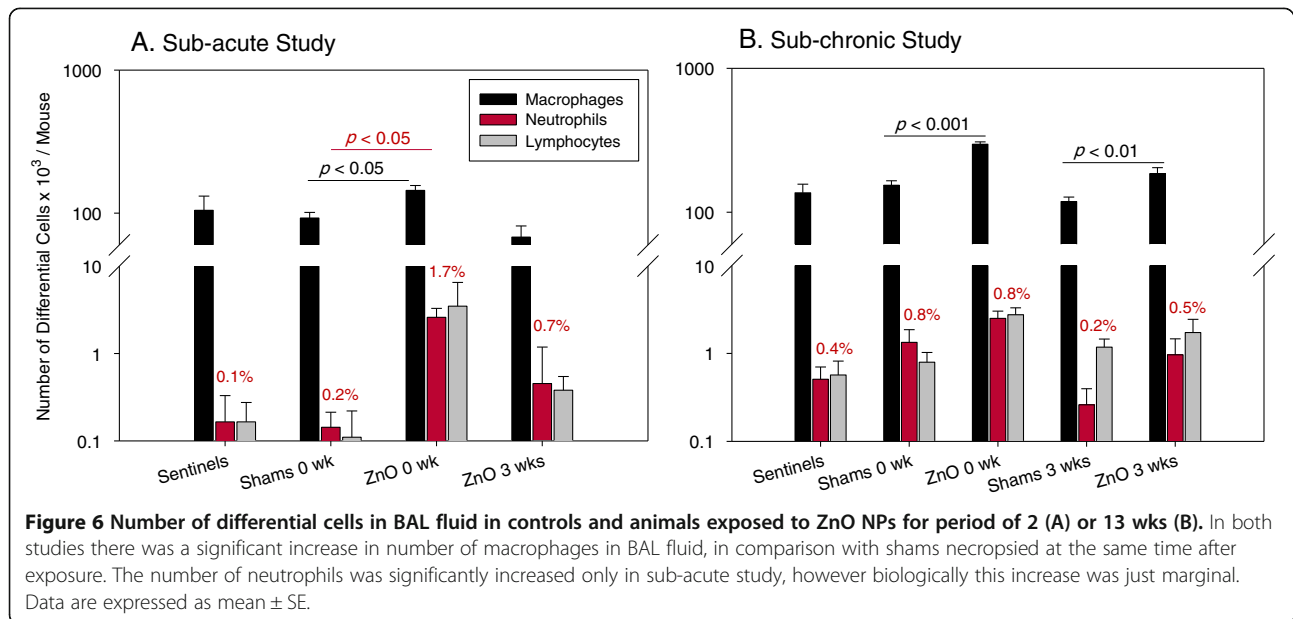 A. Sub-acute Study
1000
100
10
1
0.1
Number of Differential Cells x 10³ / Mouse
Macrophages
Neutrophils
Lymphocytes
p < 0.05
p < 0.05
0.1%
0.2%
1.7%
0.7%
Sentinels
Shams 0 wk
ZnO 0 wk
ZnO 3 wks
B. Sub-chronic Study
1000
100
10
1
0.1
p < 0.001
p < 0.01
0.4%
0.8%
0.8%
0.2%
0.5%
Sentinels
Shams 0 wk
ZnO 0 wk
Shams 3 wks
ZnO 3 wks
Figure 6 Number of differential cells in BAL fluid in controls and animals exposed to ZnO NPs for period of 2 (A) or 13 wks (B). In both
studies there was a significant increase in number of macrophages in BAL fluid, in comparison with shams necropsied at the same time after
exposure. The number of neutrophils was significantly increased only in sub-acute study, however biologically this increase was just marginal.
Data are expressed as mean ± SE.